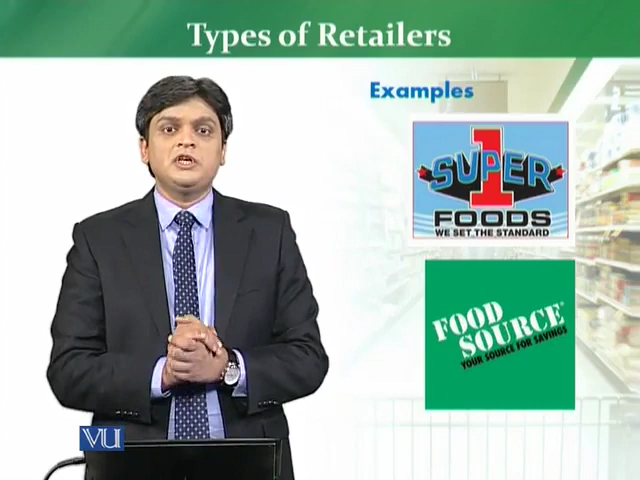 Types of Retailers
Examples
SUPER 1
FOODS
WE SET THE STANDARD
FOOD
SOURCE®
YOUR SOURCE FOR SAVINGS
VU